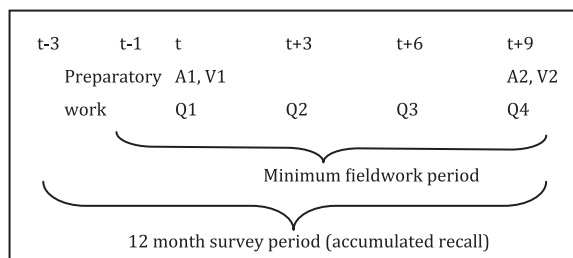 t-3 t-1 t t+3 t+6 t+9
Preparatory A1, V1 A2, V2
work Q1 Q2 Q3 Q4
Minimum fieldwork period
12 month survey period (accumulated recall)